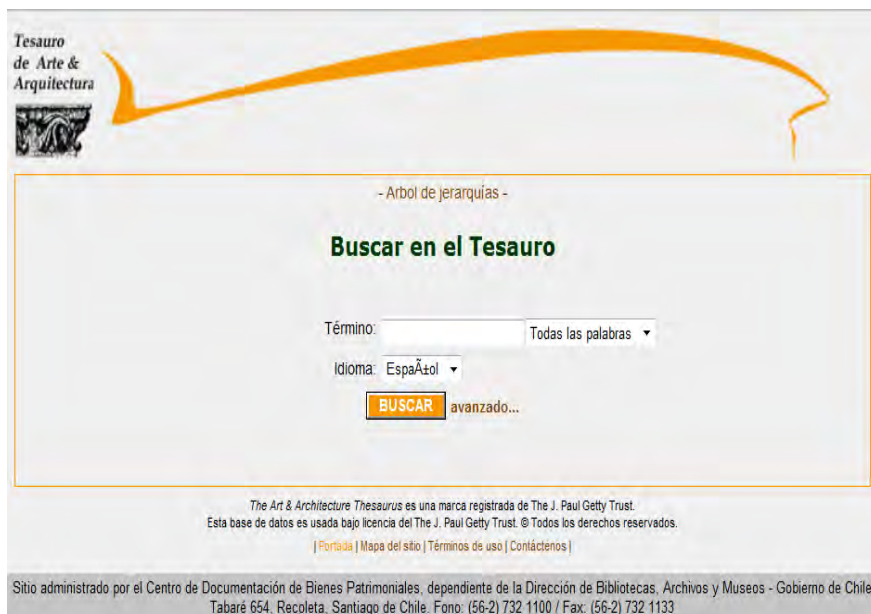 Tesauro
de Arte &
Arquitectura
- Arbol de jerarquías -
Buscar en el Tesauro
Término: Todas las palabras
Idioma: EspaÃ±ol
BUSCAR avanzado...
The Art & Architecture Thesaurus es una marca registrada de The J. Paul Getty Trust.
Esta base de datos es usada bajo licencia del The J. Paul Getty Trust. © Todos los derechos reservados.
| Portada | Mapa del sitio | Términos de uso | Contáctenos |
Sitio administrado por el Centro de Documentación de Bienes Patrimoniales, dependiente de la Dirección de Bibliotecas, Archivos y Museos - Gobierno de Chile
Tabaré 654, Recoleta, Santiago de Chile. Fono: (56-2) 732 1100 / Fax: (56-2) 732 1133